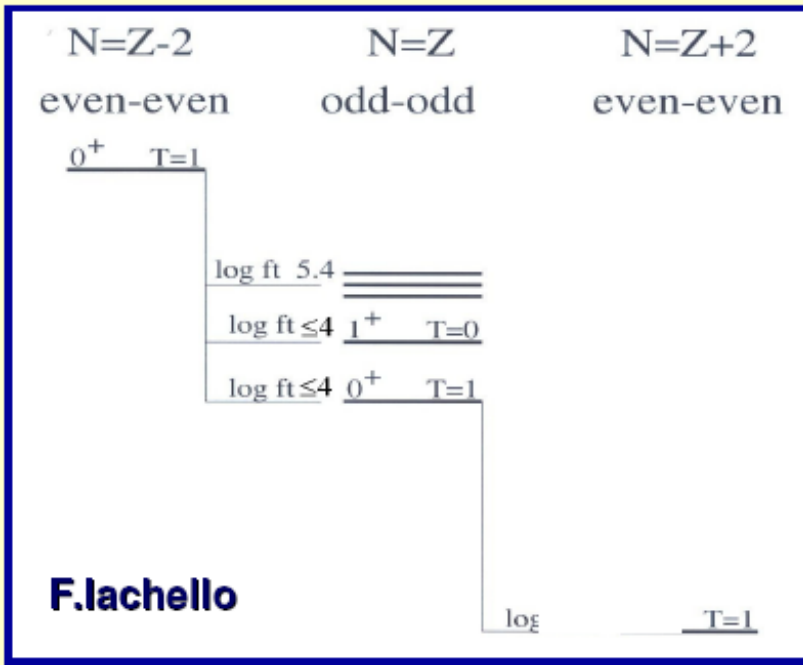 N=Z-2 N=Z N=Z+2
even-even odd-odd even-even
0+ T=1
log ft 5.4
log ft ≤4 1+ T=0
log ft ≤4 0+ T=1
F.Iachello
log T=1